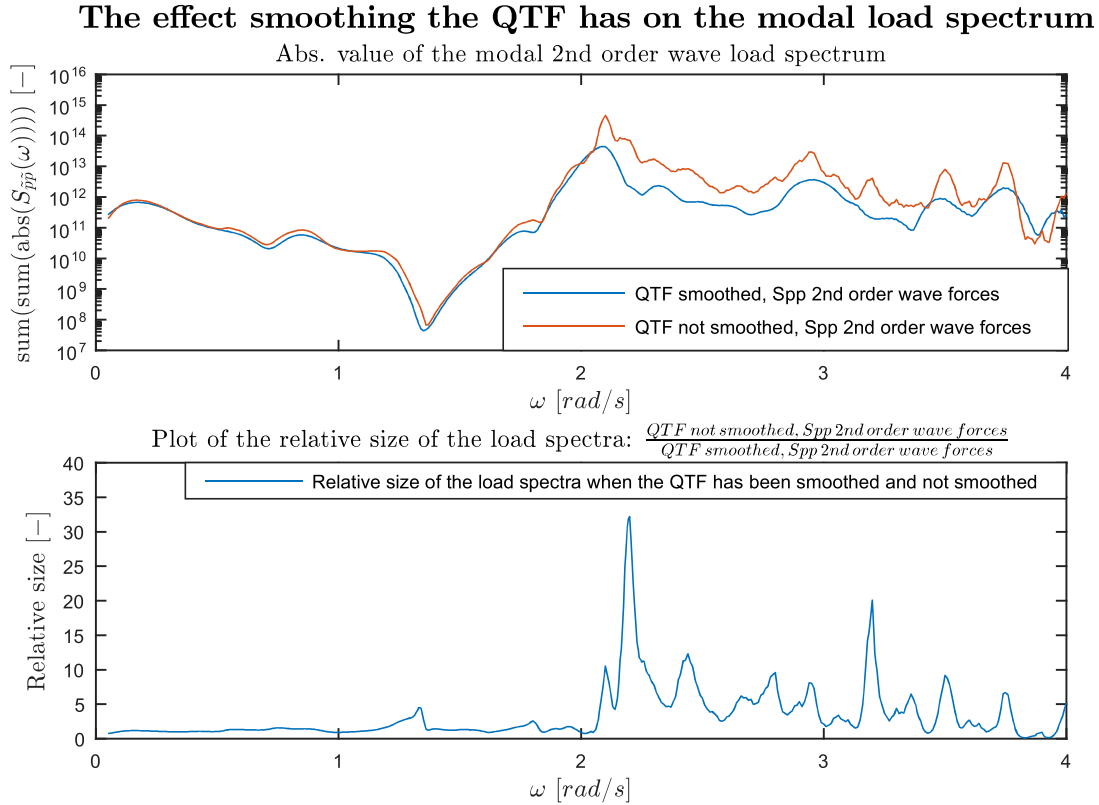 The effect smoothing the QTF has on the modal load spectrum
Abs. value of the modal 2nd order wave load spectrum
sum(sum(abs(S_{p̃p̃}(ω)))) [−]
10^16
10^15
10^14
10^13
10^12
10^11
10^10
10^9
10^8
10^7
QTF smoothed, Spp 2nd order wave forces
QTF not smoothed, Spp 2nd order wave forces
0 1 2 3 4
ω [rad/s]
Plot of the relative size of the load spectra: QTF not smoothed, Spp 2nd order wave forces
QTF smoothed, Spp 2nd order wave forces
Relative size [−]
40
35
30
25
20
15
10
5
0
Relative size of the load spectra when the QTF has been smoothed and not smoothed
0 1 2 3 4
ω [rad/s]